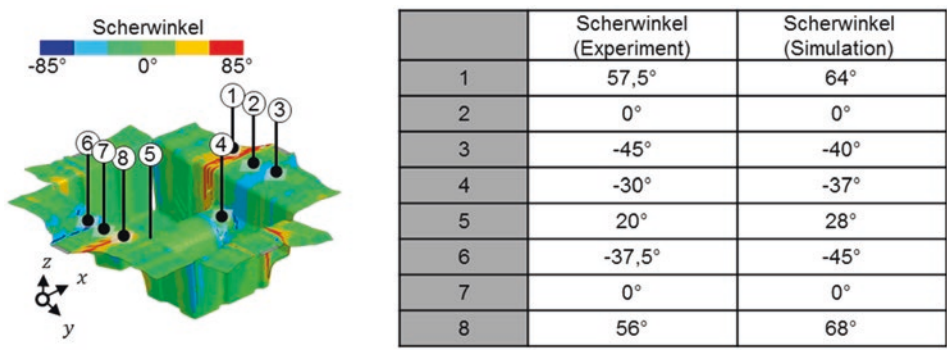 Scherwinkel
-85° 0° 85°
1 2 3
4
6 7 8 5
z
x
y
Scherwinkel (Experiment) Scherwinkel (Simulation)
1 57,5° 64°
2 0° 0°
3 -45° -40°
4 -30° -37°
5 20° 28°
6 -37,5° -45°
7 0° 0°
8 56° 68°